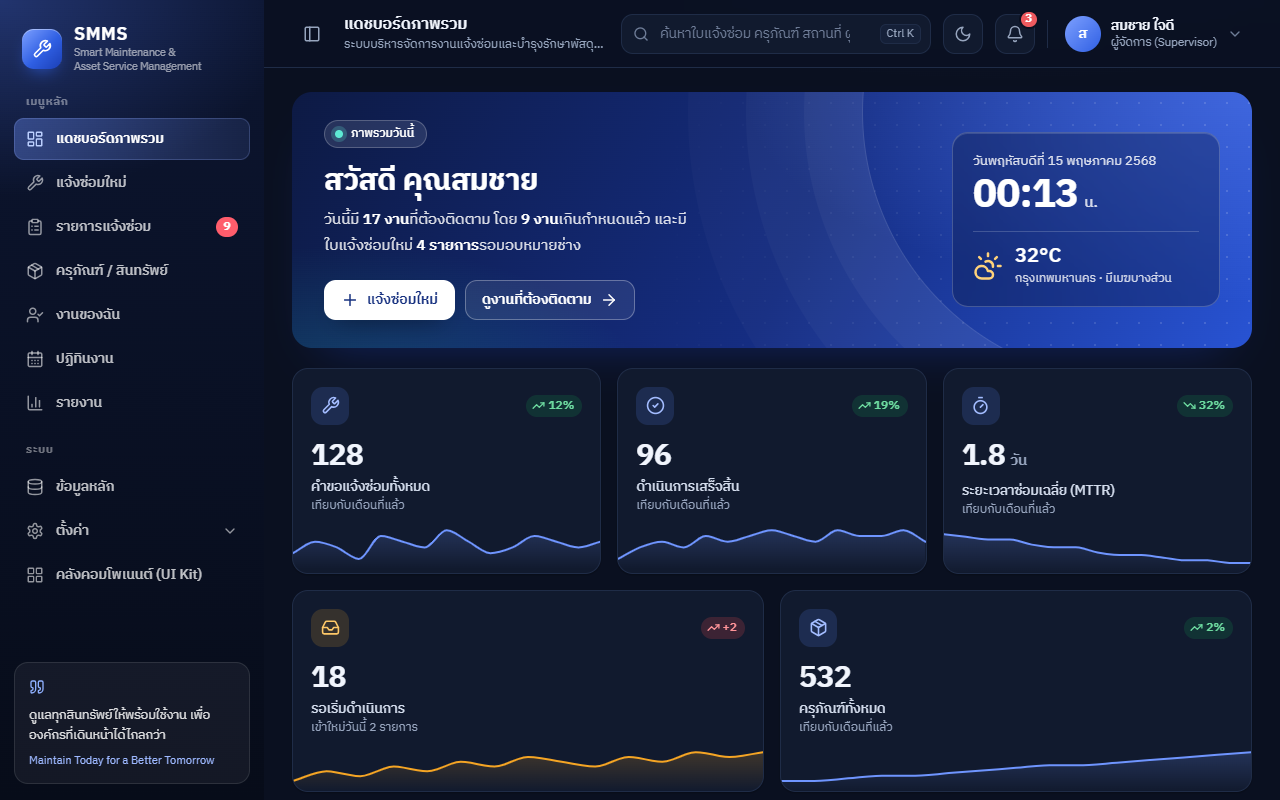 SMMS
Smart Maintenance &
Asset Service Management
เมนูหลัก
แดชบอร์ดภาพรวม
แจ้งซ่อมใหม่
รายการแจ้งซ่อม
9
ครุภัณฑ์ / สินทรัพย์
งานของฉัน
ปฏิทินงาน
รายงาน
ระบบ
ข้อมูลหลัก
ตั้งค่า
คลังคอมโพเนนต์ (UI Kit)
ดูแลทุกสินทรัพย์ให้พร้อมใช้งาน เพื่อ
องค์กรที่เดินหน้าได้ไกลกว่า
Maintain Today for a Better Tomorrow
แดชบอร์ดภาพรวม
ระบบบริหารจัดการงานแจ้งซ่อมและบำรุงรักษาพัสดุ...
ค้นหาใบแจ้งซ่อม ครุภัณฑ์ สถานที่
Ctrl K
3
ส
สมชาย ใจดี
ผู้จัดการ (Supervisor)
ภาพรวมวันนี้
สวัสดี คุณสมชาย
วันนี้มี 17 งานที่ต้องติดตาม โดย 9 งานเกินกำหนดแล้ว และมี
ใบแจ้งซ่อมใหม่ 4 รายการรอมอบหมายช่าง
แจ้งซ่อมใหม่
ดูงานที่ต้องติดตาม
วันพฤหัสบดีที่ 15 พฤษภาคม 2568
00:13 น.
32°C
กรุงเทพมหานคร · มีเมฆบางส่วน
12%
128
คำขอแจ้งซ่อมทั้งหมด
เทียบกับเดือนที่แล้ว
19%
96
ดำเนินการเสร็จสิ้น
เทียบกับเดือนที่แล้ว
32%
1.8 วัน
ระยะเวลาซ่อมเฉลี่ย (MTTR)
เทียบกับเดือนที่แล้ว
+2
18
รอเริ่มดำเนินการ
เข้าใหม่วันนี้ 2 รายการ
2%
532
ครุภัณฑ์ทั้งหมด
เทียบกับเดือนที่แล้ว